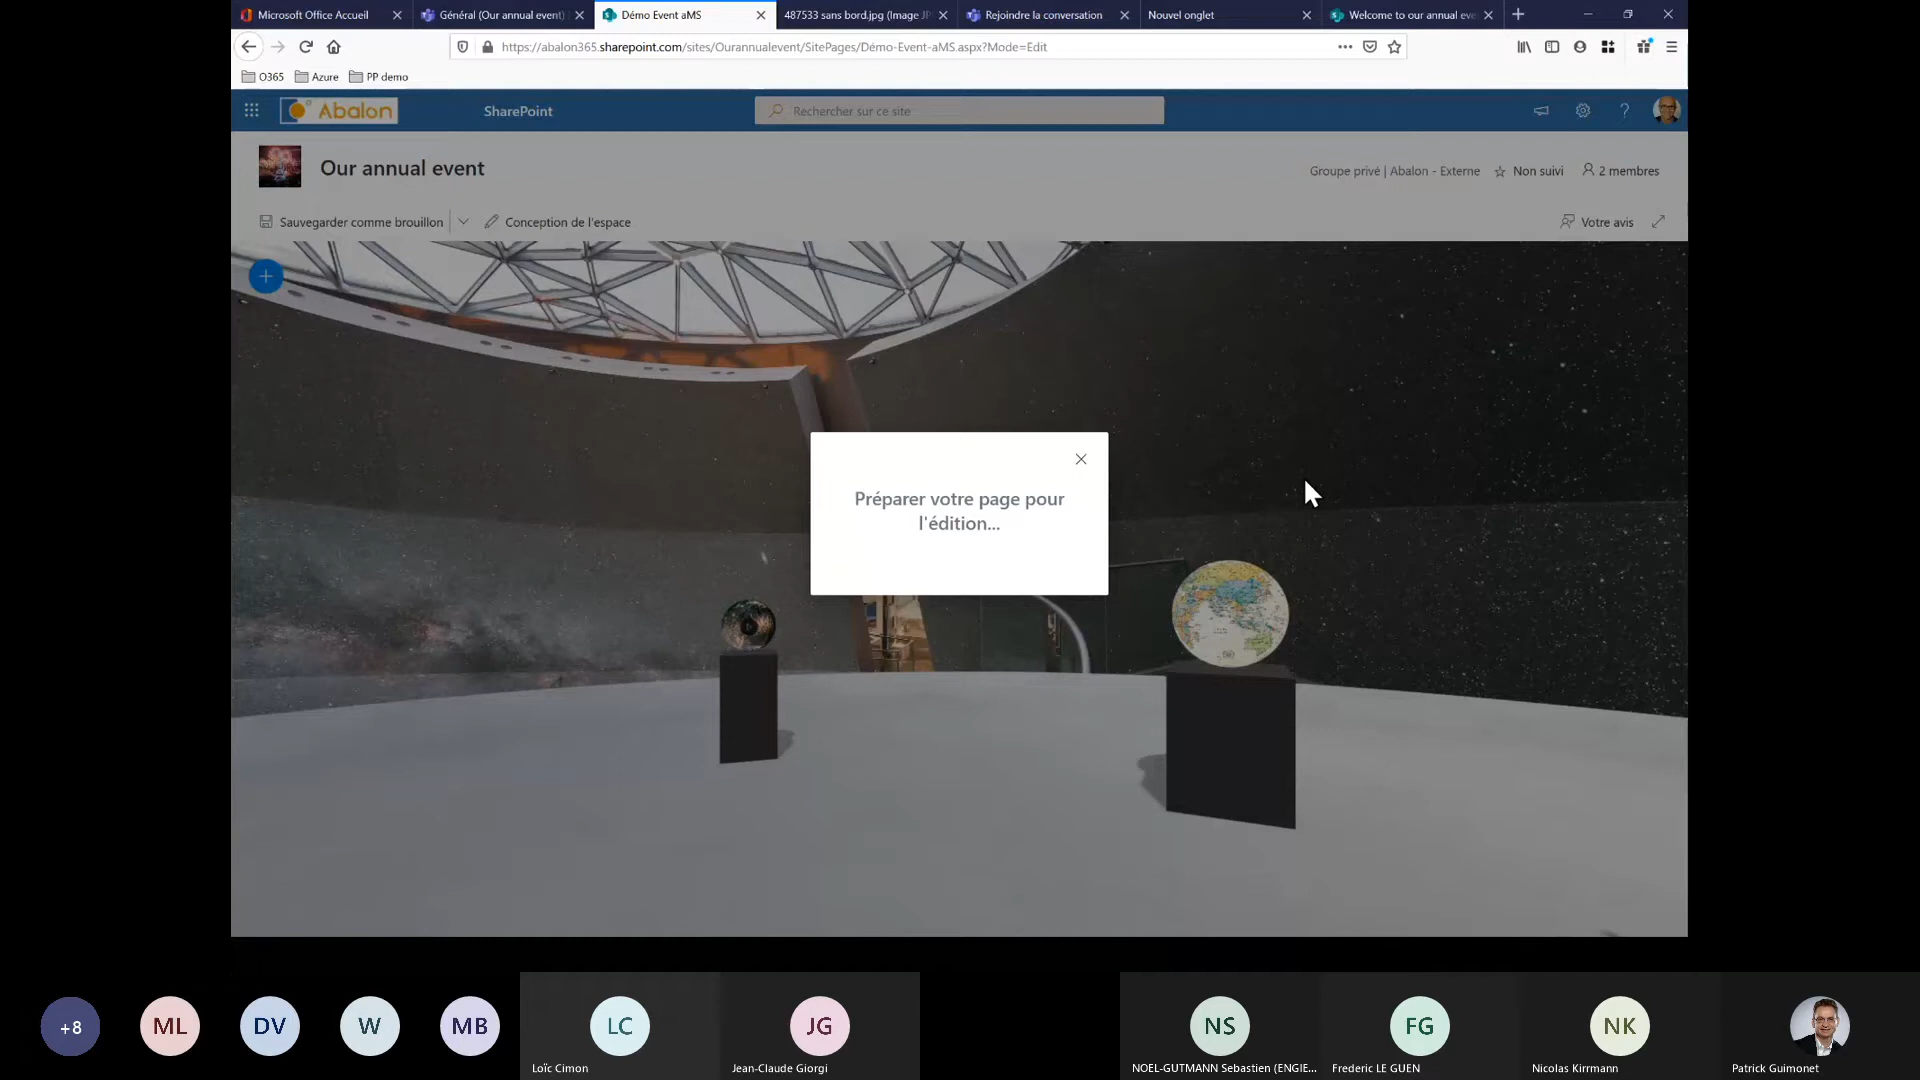 Microsoft Office Accueil
Général (Our annual event)
Démo Event aMS
487533 sans bord.jpg (Image JP
Rejoindre la conversation
Nouvel onglet
Welcome to our annual eve
https://abalon365.sharepoint.com/sites/Ourannualevent/SitePages/Démo-Event-aMS.aspx?Mode=Edit
O365
Azure
PP demo
Abalon
SharePoint
Rechercher sur ce site
Our annual event
Groupe privé | Abalon - Externe
Non suivi
2 membres
Sauvegarder comme brouillon
Conception de l'espace
Votre avis
Préparer votre page pour
l'édition...
+8
ML
DV
W
MB
LC
JG
NS
FG
NK
Loïc Cimon
Jean-Claude Giorgi
NOEL-GUTMANN Sebastien (ENGIE...
Frederic LE GUEN
Nicolas Kirrmann
Patrick Guimonet